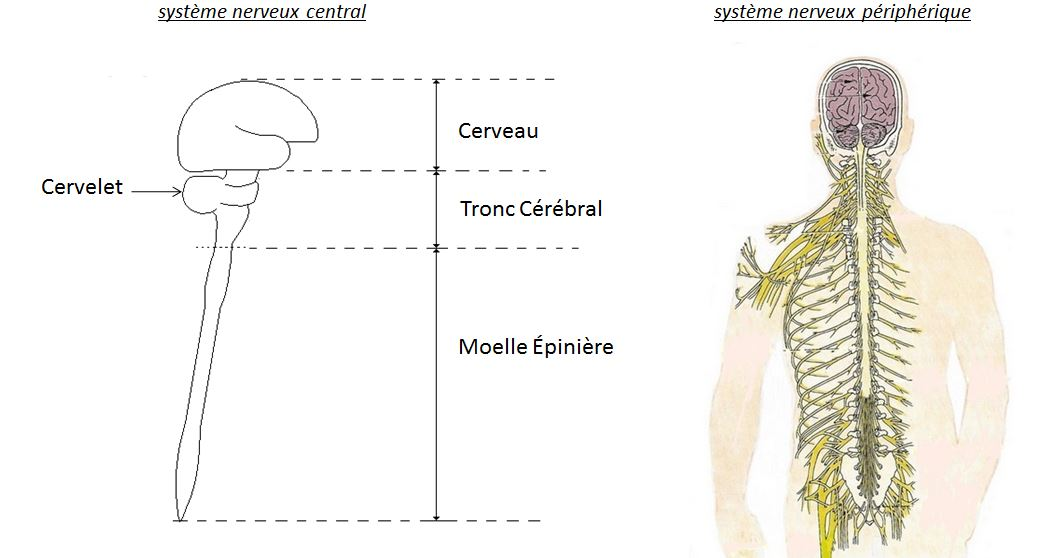 système nerveux central
système nerveux périphérique
Cerveau
Cervelet
Tronc Cérébral
Moelle Épinière